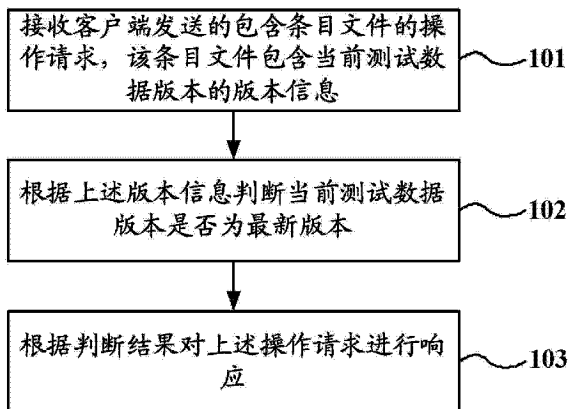 接收客户端发送的包含条目文件的操
作请求，该条目文件包含当前测试数
据版本的版本信息
101
根据上述版本信息判断当前测试数据
版本是否为最新版本
102
根据判断结果对上述操作请求进行响
应
103